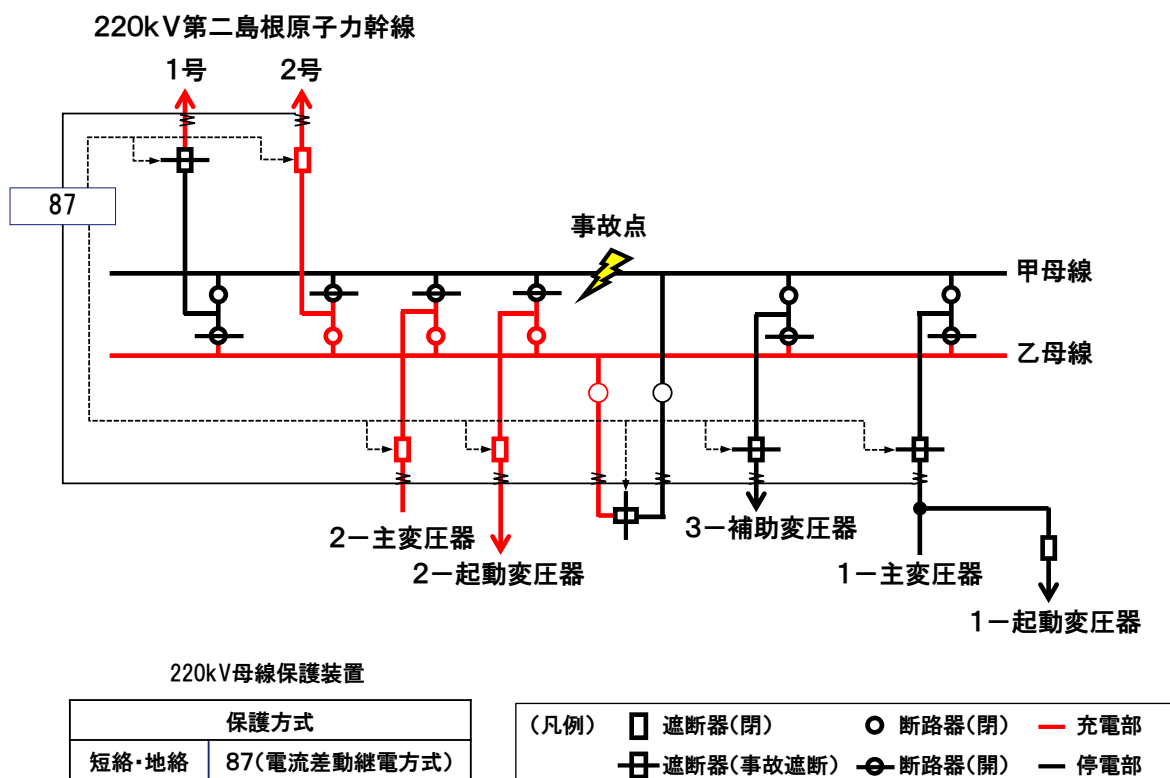 220kV第二島根原子力幹線
1号 2号
87
事故点
甲母線
乙母線
2－主変圧器
3－補助変圧器
1－主変圧器
2－起動変圧器
1－起動変圧器
220kV母線保護装置
保護方式
短絡・地絡 87(電流差動継電方式)
(凡例) 遮断器(閉) 断路器(閉) 充電部
遮断器(事故遮断) 断路器(開) 停電部